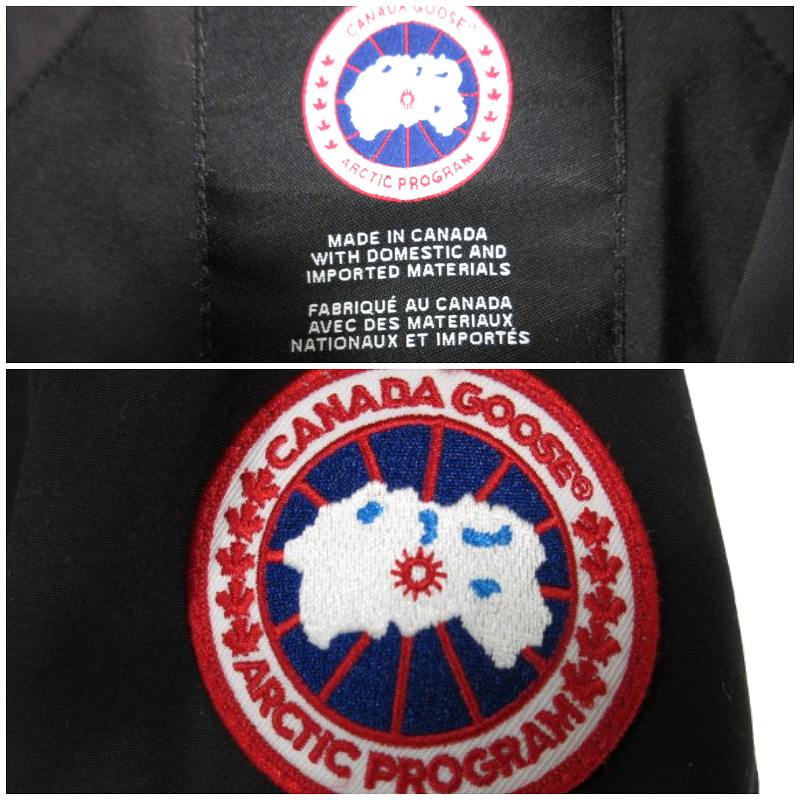 CANADA GOOSE
ARCTIC PROGRAM
MADE IN CANADA
WITH DOMESTIC AND
IMPORTED MATERIALS
FABRIQUÉ AU CANADA
AVEC DES MATERIAUX
NATIONAUX ET IMPORTÉS
CANADA GOOSE®
ARCTIC PROGRAM